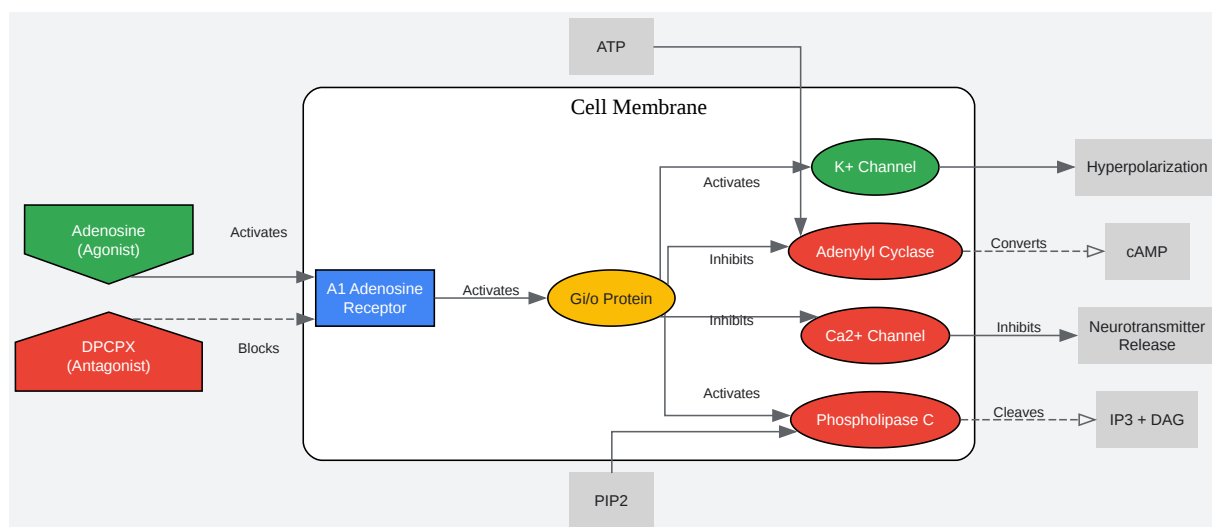 ATP
Cell Membrane
K+ Channel
Activates
Hyperpolarization
Adenosine
(Agonist)
Activates
Adenylyl Cyclase
Inhibits
Converts
cAMP
A1 Adenosine
Receptor
Activates
Gi/o Protein
Inhibits
Ca2+ Channel
Inhibits
Neurotransmitter
Release
DPCPX
(Antagonist)
Blocks
Activates
Phospholipase C
Cleaves
IP3 + DAG
PIP2